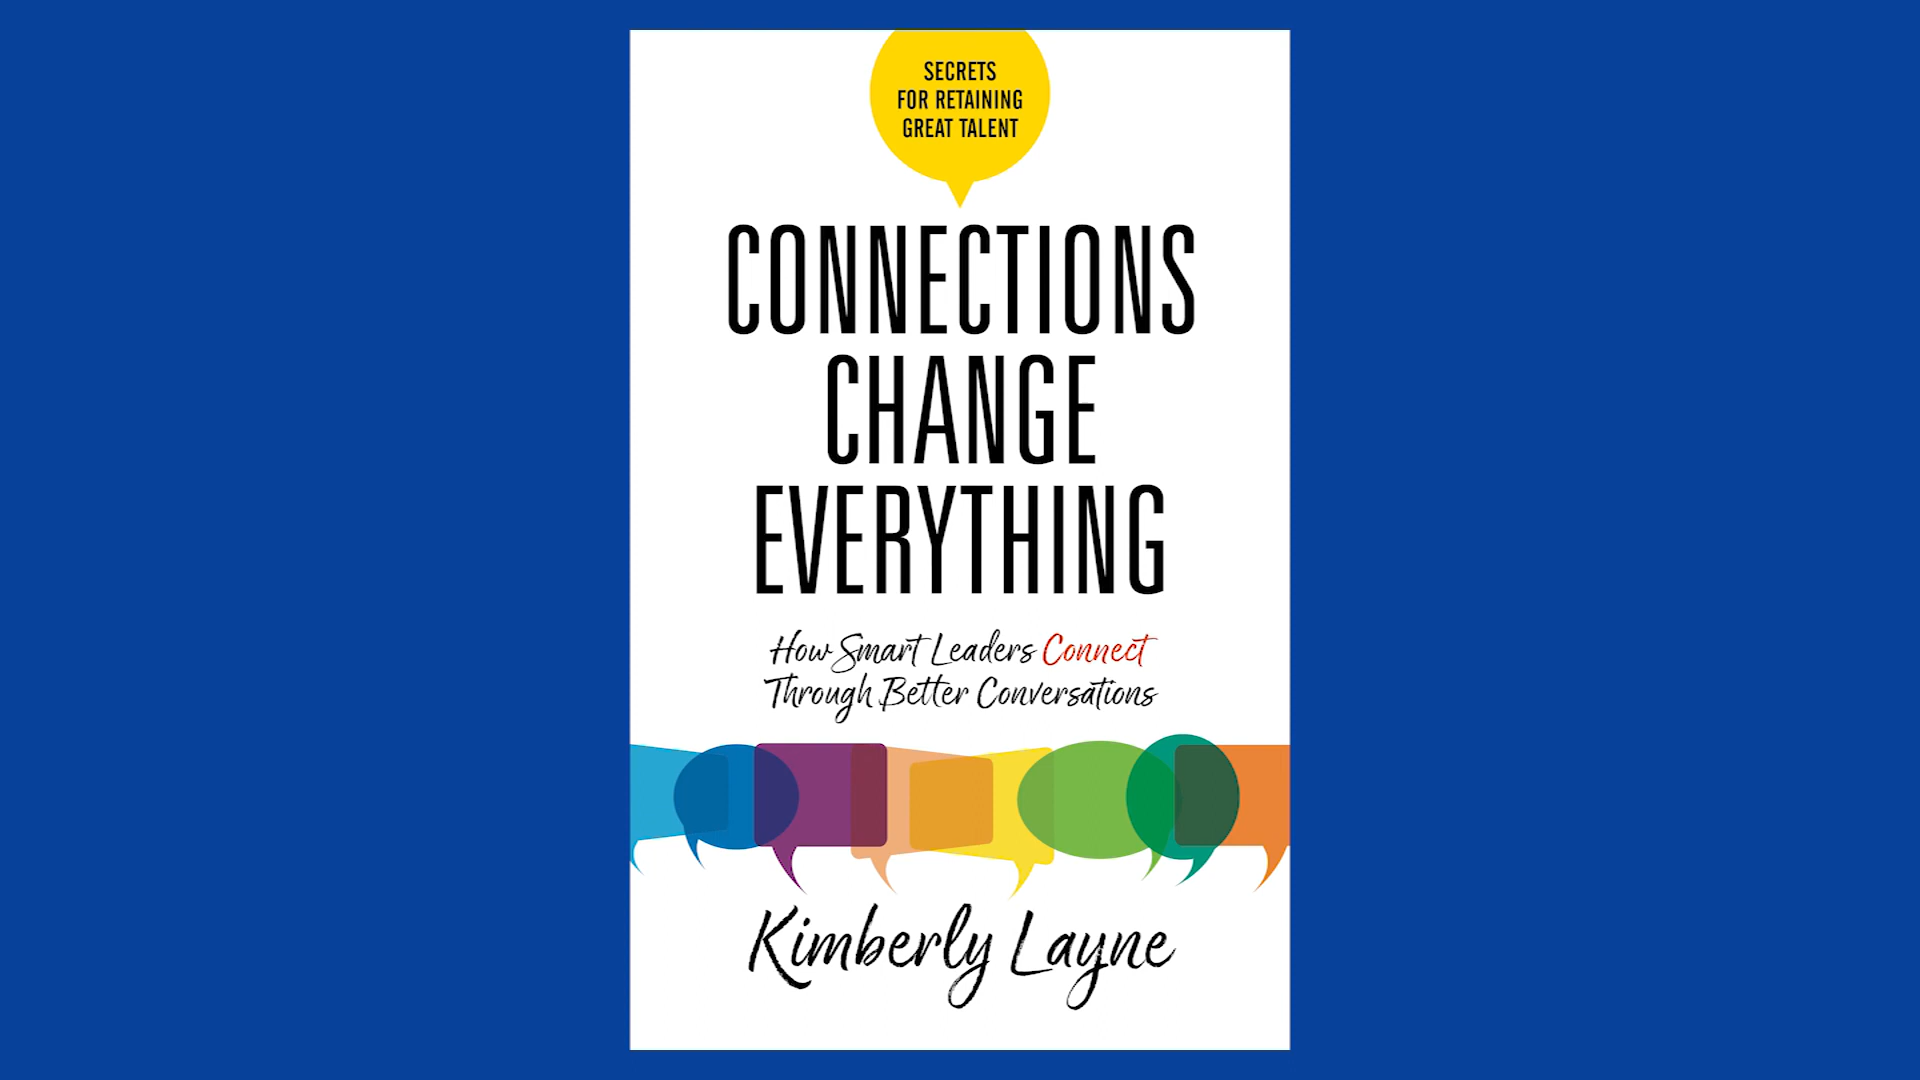 SECRETS
FOR RETAINING
GREAT TALENT
CONNECTIONS
CHANGE
EVERYTHING
How Smart Leaders Connect
Through Better Conversations
Kimberly Layne